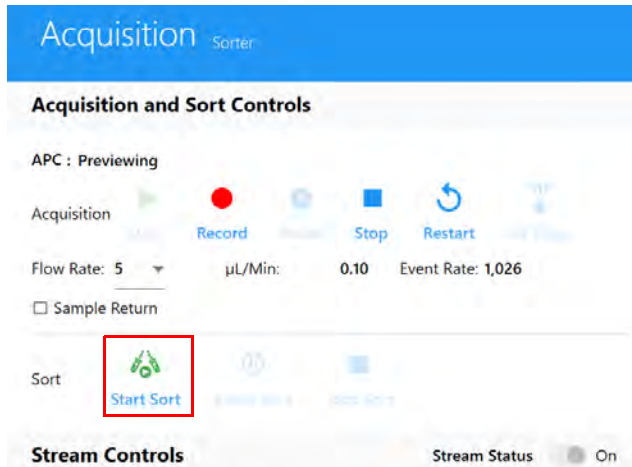 Acquisition Sorter
Acquisition and Sort Controls
APC : Previewing
Acquisition
Record Stop Restart
Flow Rate: 5 µL/Min: 0.10 Event Rate: 1,026
Sample Return
Sort
Start Sort
Stream Controls Stream Status On